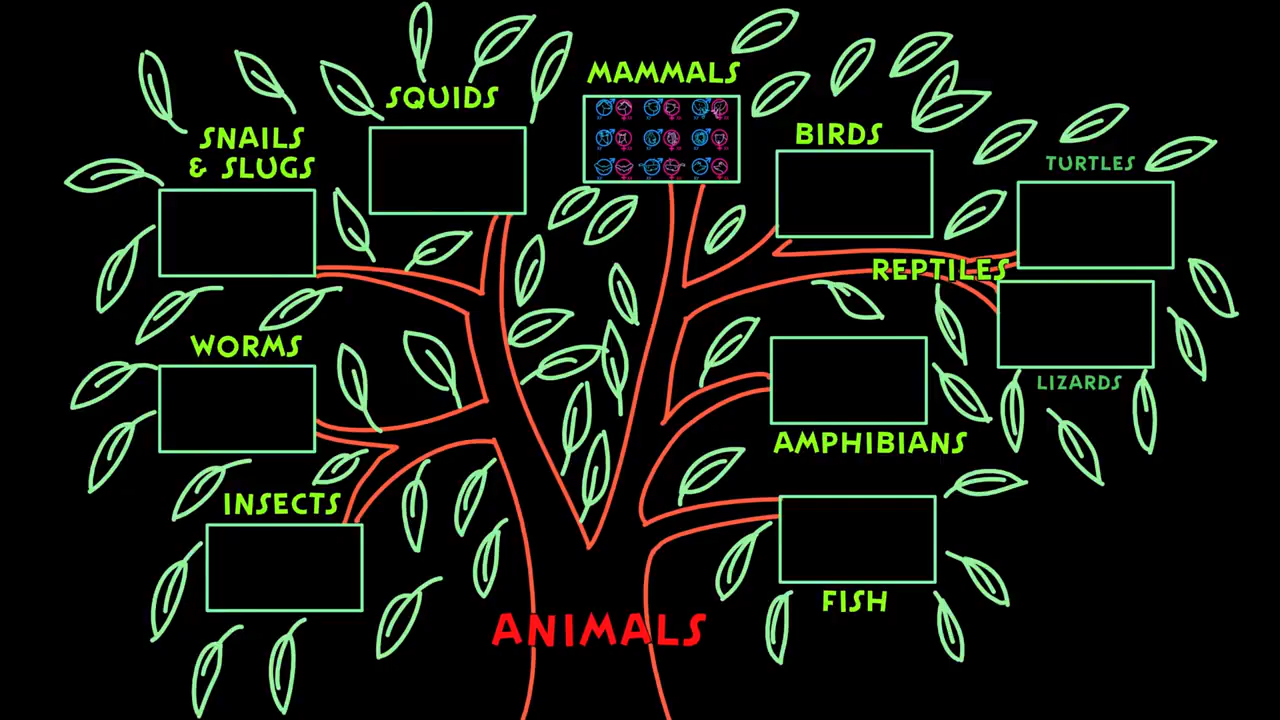 MAMMALS
SQUIDS
BIRDS
SNAILS
& SLUGS
TURTLES
REPTILES
WORMS
LIZARDS
AMPHIBIANS
INSECTS
FISH
ANIMALS